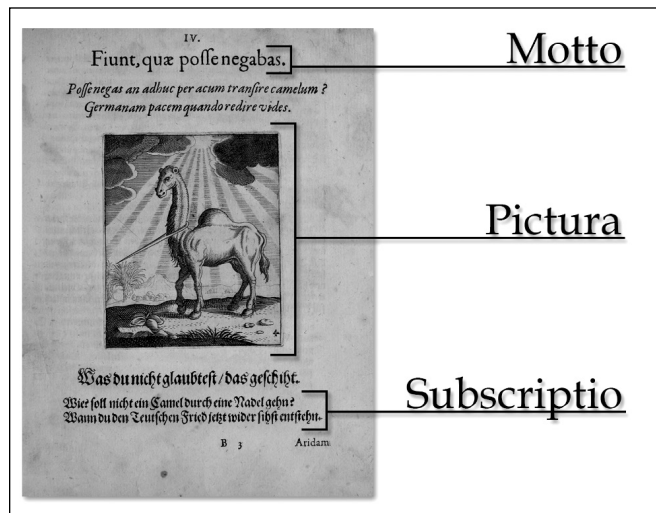 IV.
Fiunt, quæ poſſe negabas.
Motto
Poſſe negas an adhuc per acum tranſire camelum ?
Germanam pacem quando redire vides.
Pictura
4
Was du nicht glaubteſt / das geſchiht.
Subscriptio
Wie? ſoll nicht ein Camel durch eine Nadel gehn?
Wann du den Teutſchen Fried jetzt wider ſihſt entſtehn.
B 3 Aridam